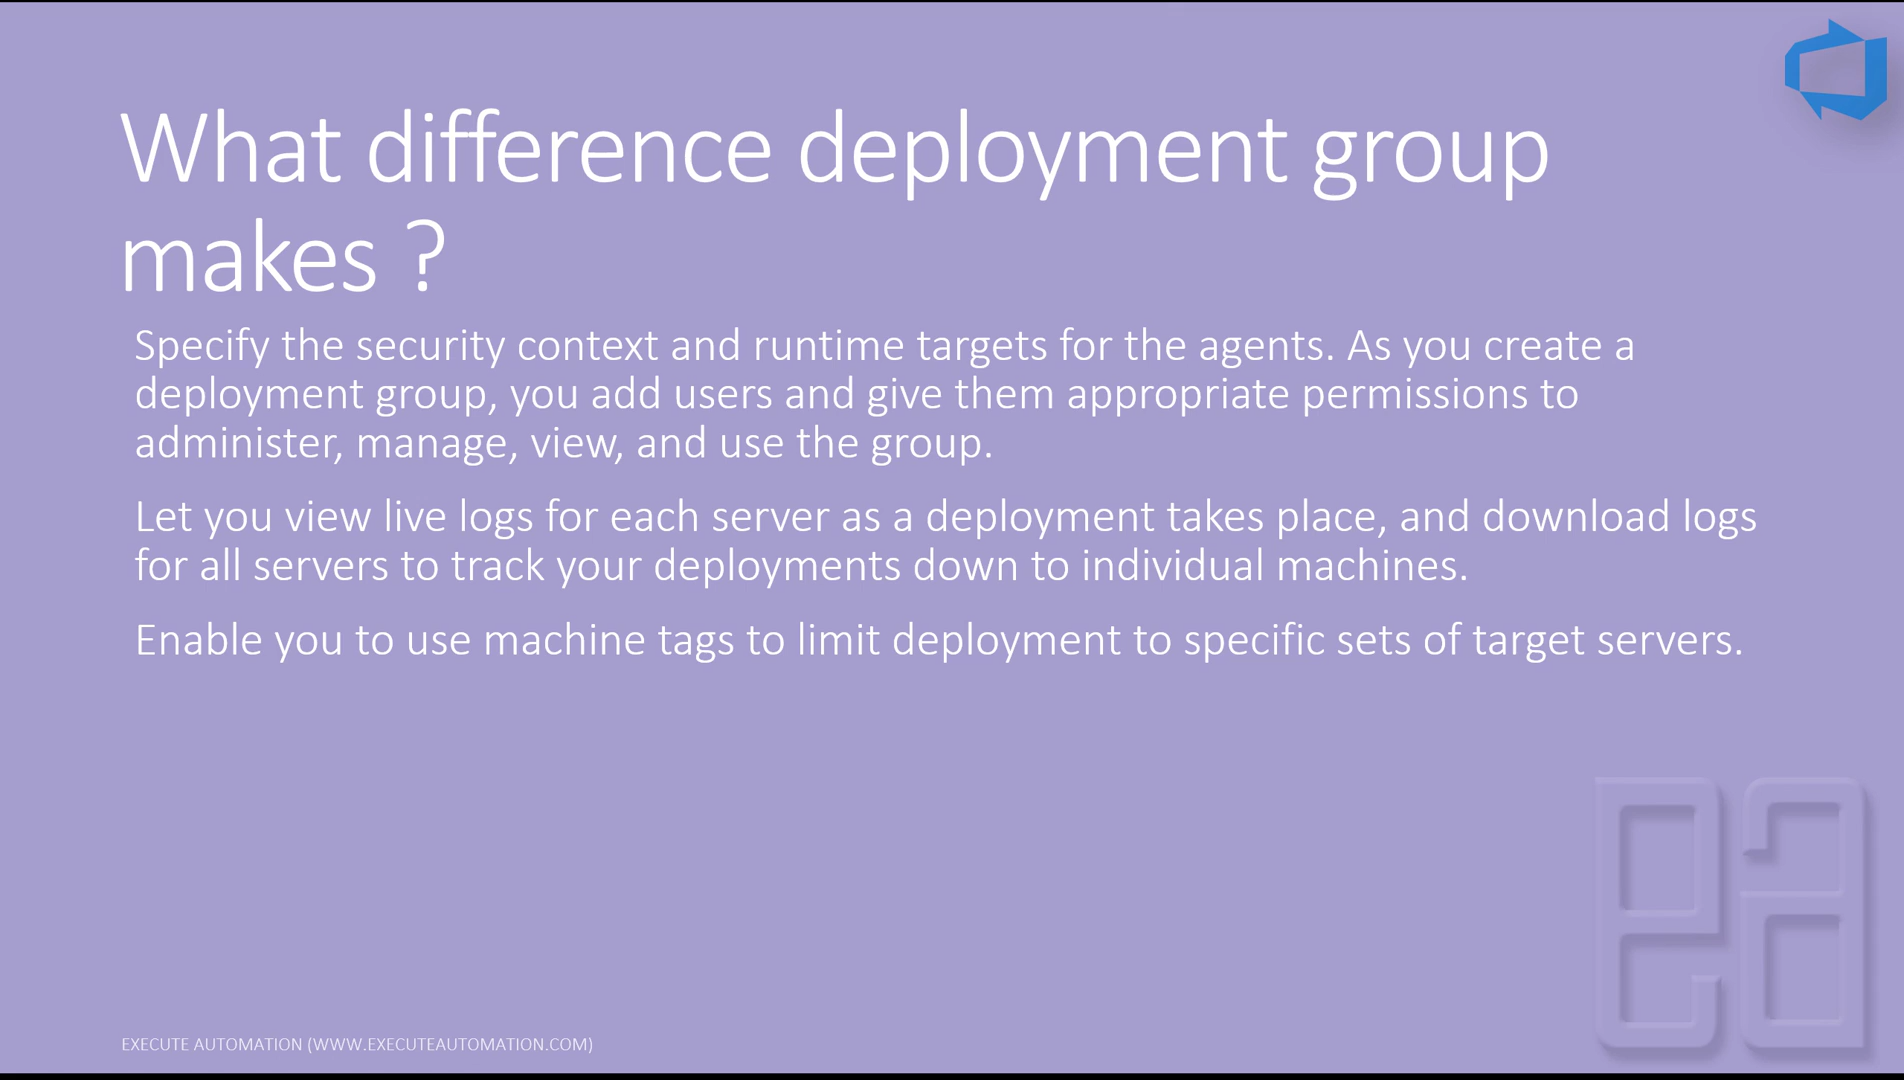 What difference deployment group
makes ?
Specify the security context and runtime targets for the agents. As you create a
deployment group, you add users and give them appropriate permissions to
administer, manage, view, and use the group.
Let you view live logs for each server as a deployment takes place, and download logs
for all servers to track your deployments down to individual machines.
Enable you to use machine tags to limit deployment to specific sets of target servers.
ea
EXECUTE AUTOMATION (WWW.EXECUTEAUTOMATION.COM)